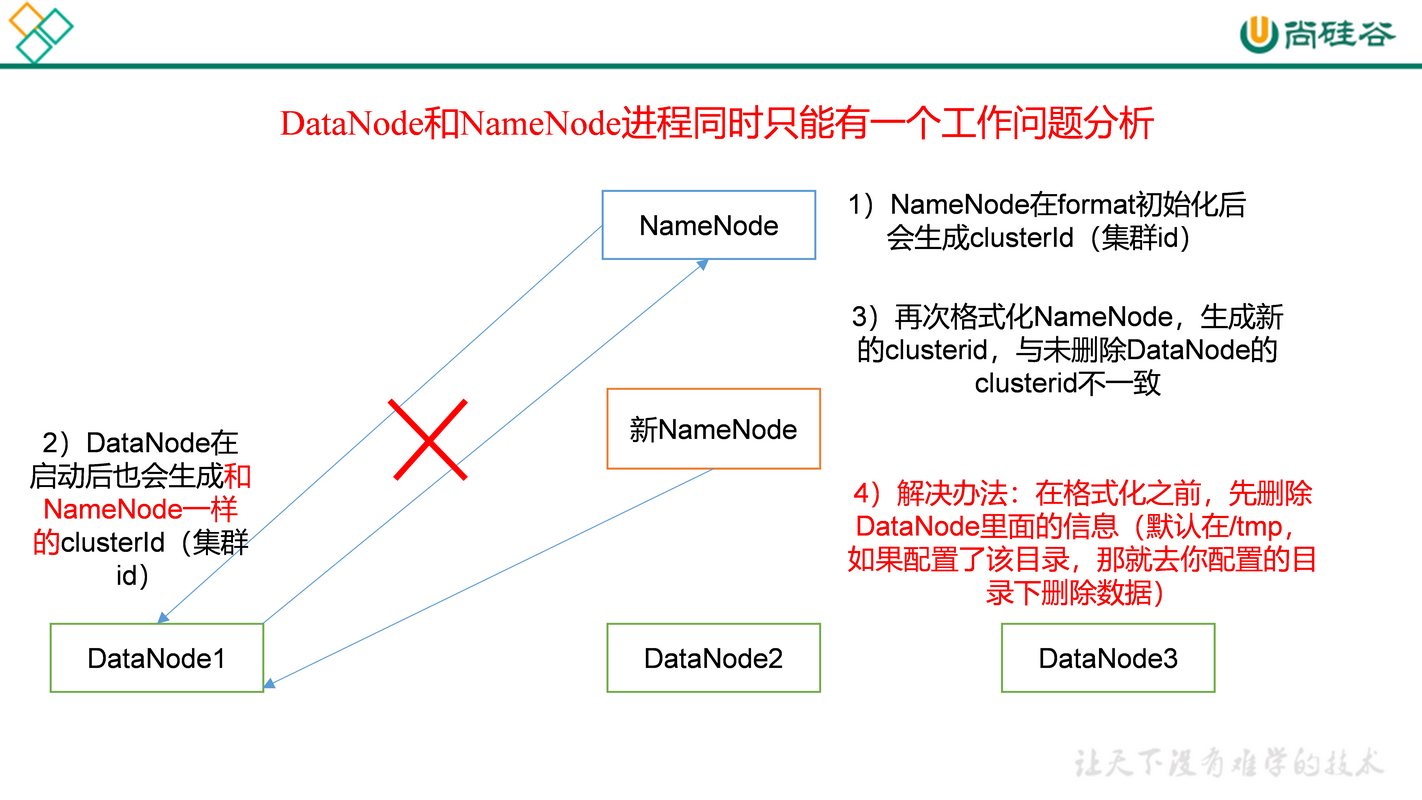 尚硅谷
DataNode和NameNode进程同时只能有一个工作问题分析
NameNode
1）NameNode在format初始化后
会生成clusterId（集群id）
3）再次格式化NameNode，生成新
的clusterid，与未删除DataNode的
clusterid不一致
新NameNode
2）DataNode在
启动后也会生成和
NameNode一样
的clusterId（集群
id）
4）解决办法：在格式化之前，先删除
DataNode里面的信息（默认在/tmp，
如果配置了该目录，那就去你配置的目
录下删除数据）
DataNode1
DataNode2
DataNode3
让天下没有难学的技术